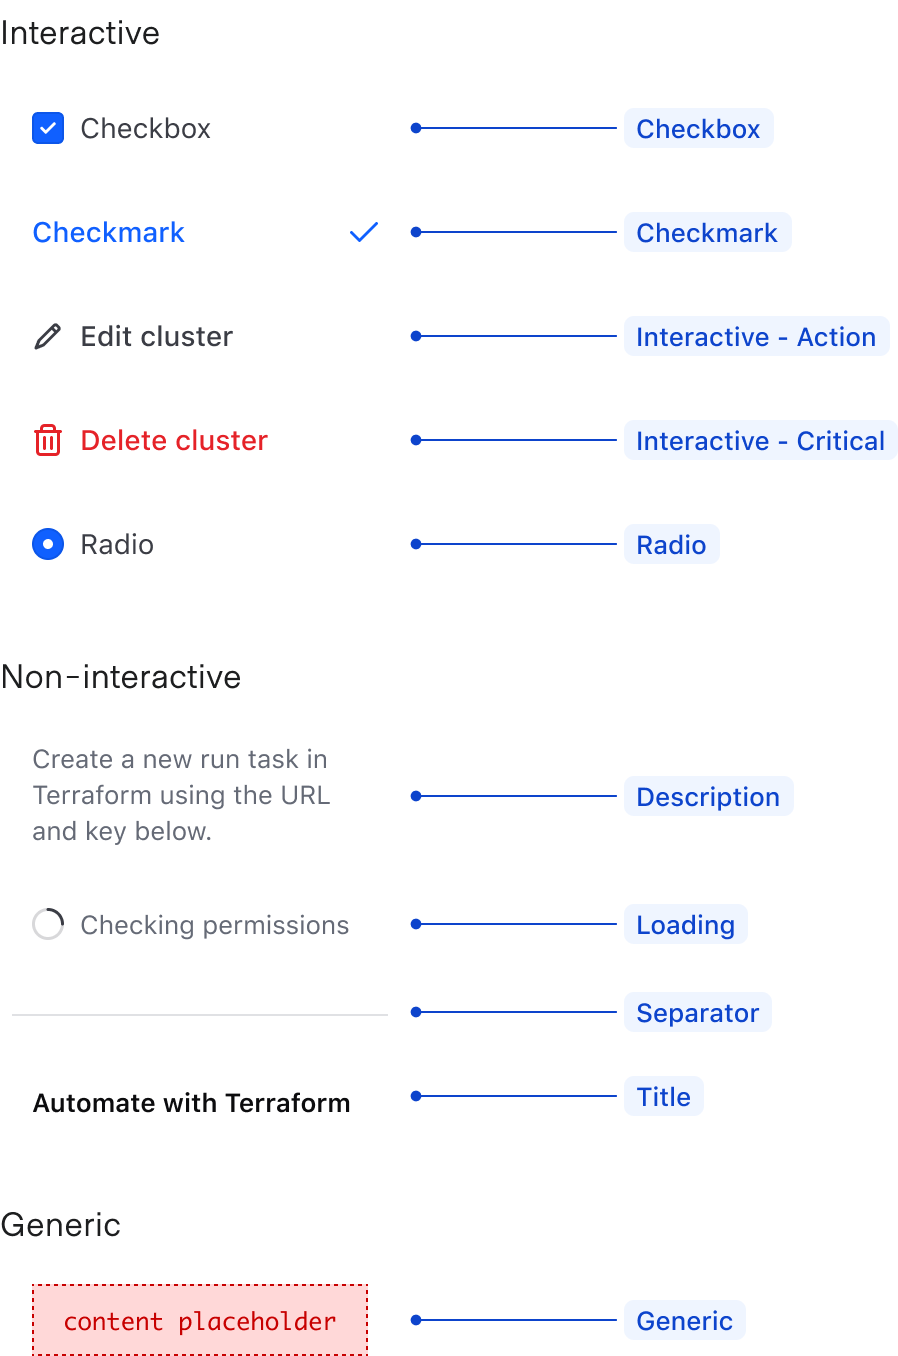 Interactive
Checkbox
Checkbox
Checkmark
Checkmark
Edit cluster
Interactive - Action
Delete cluster
Interactive - Critical
Radio
Radio
Non-interactive
Create a new run task in
Terraform using the URL
and key below.
Description
Checking permissions
Loading
Separator
Automate with Terraform
Title
Generic
content placeholder
Generic